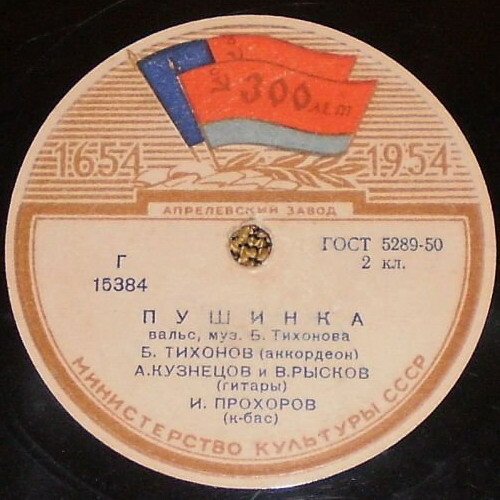 300 лет
1654 1954
АПРЕЛЕВСКИЙ ЗАВОД
ГОСТ 5289-50
2 кл.
Г
15384
ПУШИНКА
вальс, муз. Б. Тихонова
Б. ТИХОНОВ (аккордеон)
А. КУЗНЕЦОВ и В. РЫСКОВ
(гитары)
И. ПРОХОРОВ
(к-бас)
МИНИСТЕРСТВО КУЛЬТУРЫ СССР